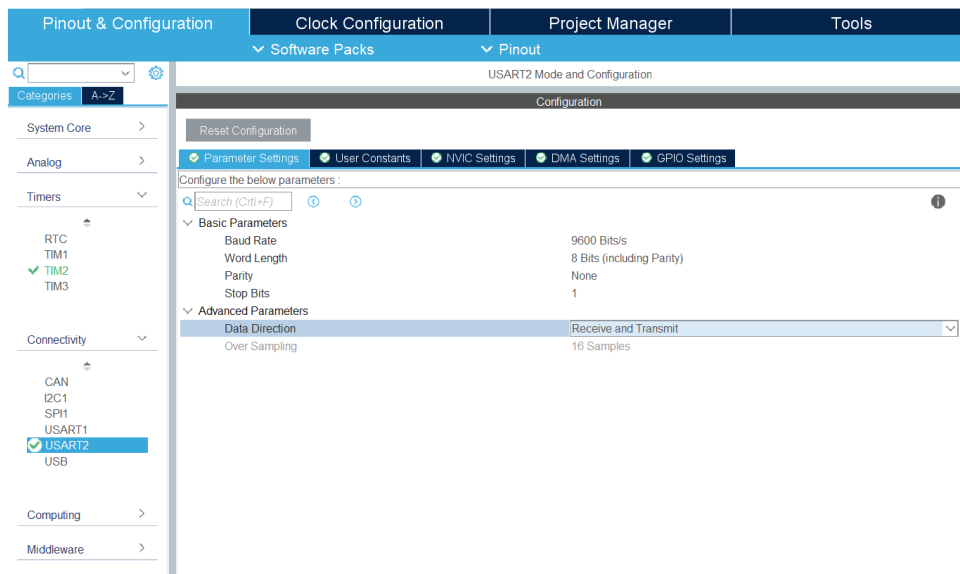 Pinout & Configuration
Clock Configuration
Project Manager
Tools
Software Packs
Pinout
USART2 Mode and Configuration
Categories
A->Z
Configuration
System Core
Analog
Timers
RTC
TIM1
TIM2
TIM3
Connectivity
CAN
I2C1
SPI1
USART1
USART2
USB
Computing
Middleware
Reset Configuration
Parameter Settings
User Constants
NVIC Settings
DMA Settings
GPIO Settings
Configure the below parameters :
Search (Crtl+F)
Basic Parameters
Baud Rate 9600 Bits/s
Word Length 8 Bits (including Parity)
Parity None
Stop Bits 1
Advanced Parameters
Data Direction Receive and Transmit
Over Sampling 16 Samples